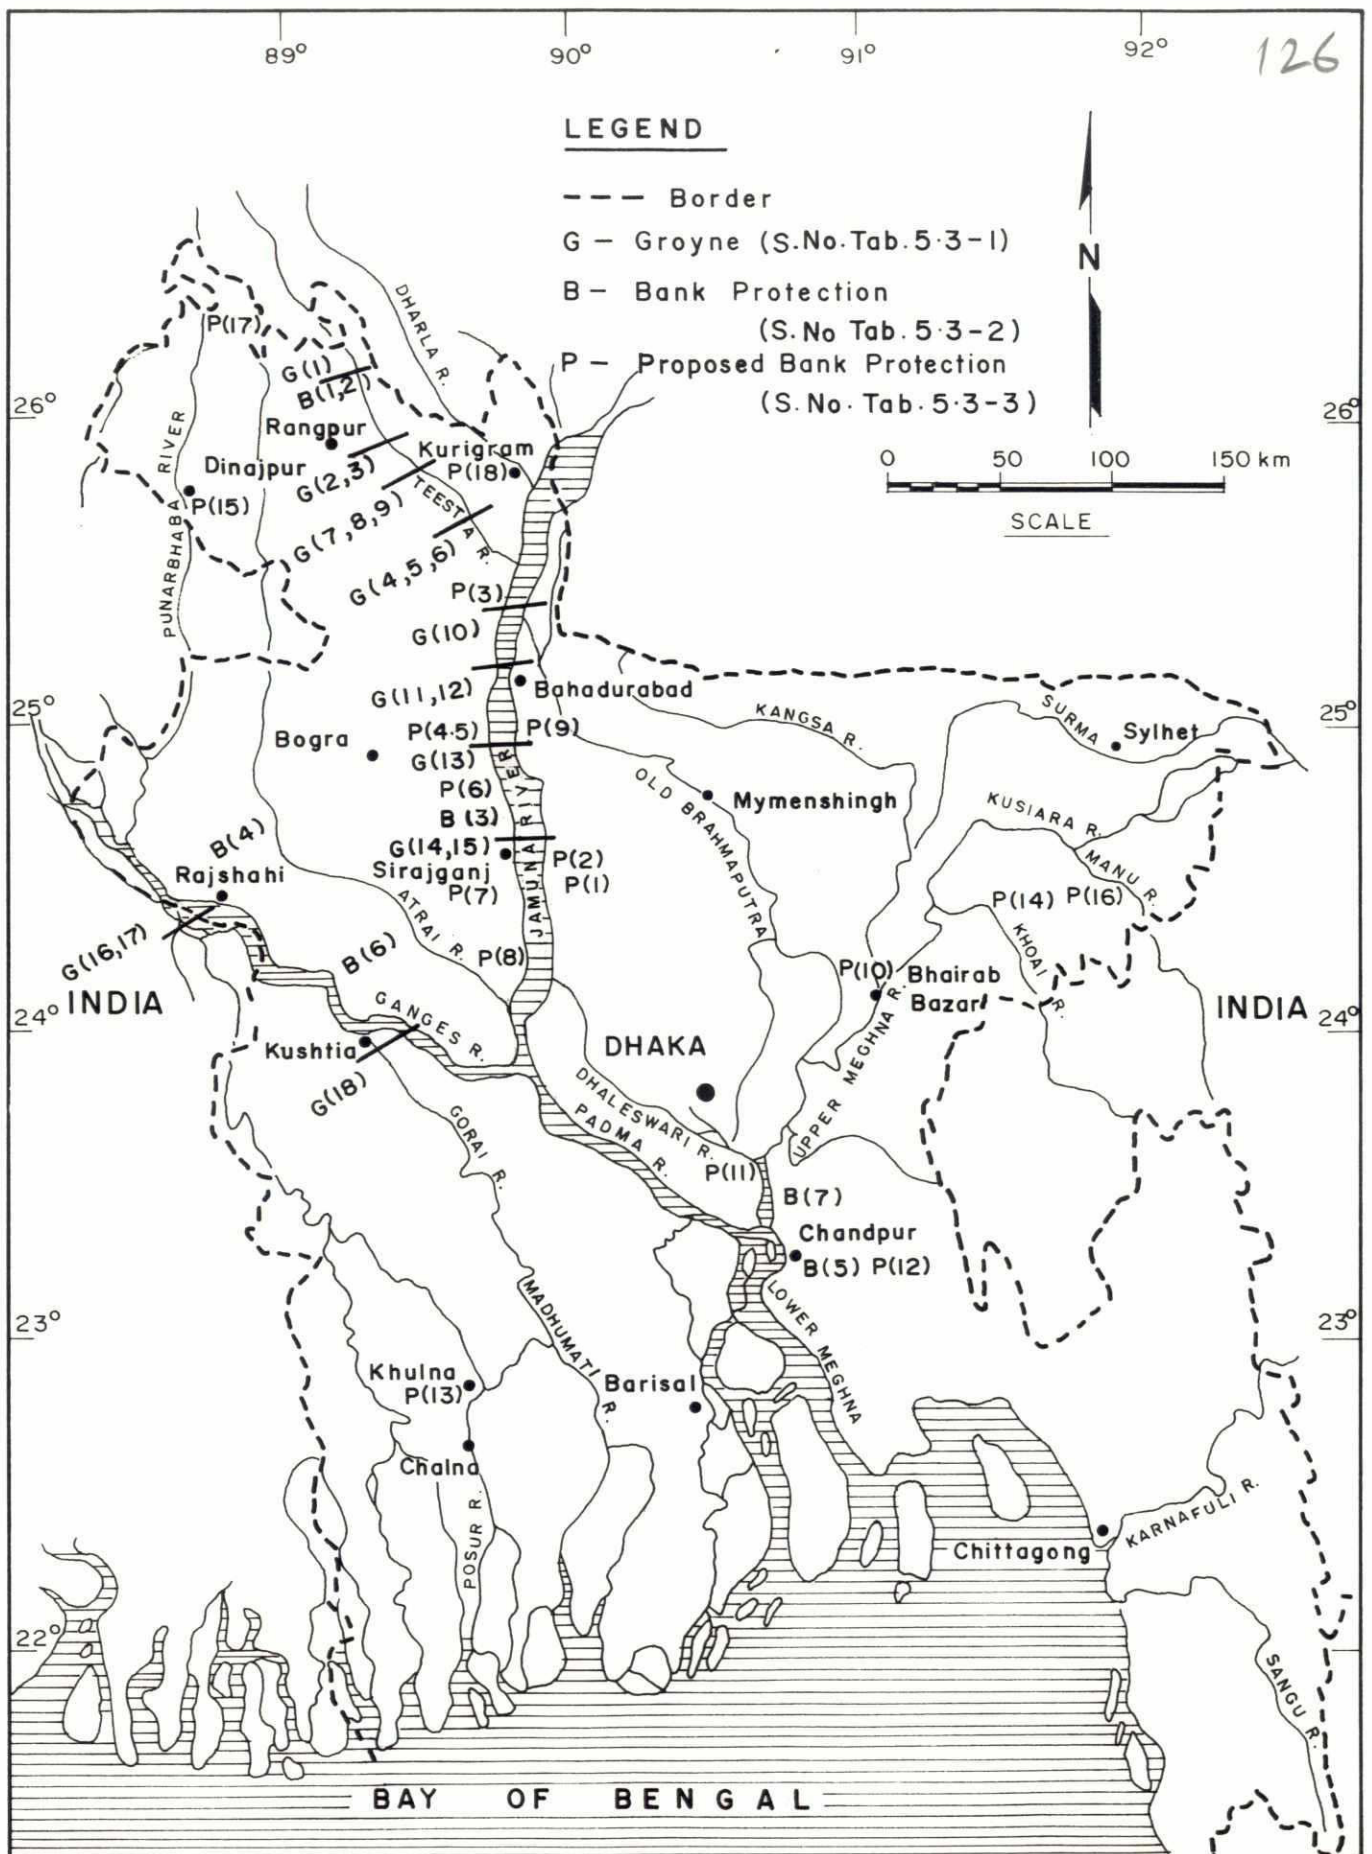 89°
90°
91°
92°
126
LEGEND
--- Border
G – Groyne (S.No.Tab.5·3-1)
B – Bank Protection
(S.No Tab.5·3-2)
P – Proposed Bank Protection
(S.No.Tab.5·3-3)
N
0 50 100 150 km
SCALE
DHARLA R.
P(17)
G(1)
B(1,2)
26°
26°
Rangpur
Kurigram
P(18)
Dinajpur
P(15)
PUNARBHABA RIVER
G(2,3)
TEESTA R.
G(7,8,9)
G(4,5,6)
P(3)
G(10)
G(11,12)
Bahadurabad
25°
25°
KANGSA R.
SURMA
Sylhet
Bogra
P(4·5)
P(9)
G(13)
P(6)
B(3)
JAMUNA RIVER
OLD BRAHMAPUTRA
Mymenshingh
KUSIARA R.
MANU R.
B(4)
Rajshahi
G(14,15)
Sirajganj
P(7)
P(2)
P(1)
ATRAI R.
P(14)
P(16)
KHOAI R.
G(16,17)
B(6)
P(8)
P(10)
Bhairab
Bazar
INDIA
INDIA
24°
24°
GANGES R.
Kushtia
G(18)
DHAKA
UPPER MEGHNA R.
DHALESWARI R.
PADMA R.
GORAI R.
P(11)
B(7)
Chandpur
B(5) P(12)
MADHUMATI R.
LOWER MEGHNA
23°
23°
Khulna
P(13)
Barisal
Chalna
POSUR R.
Chittagong
KARNAFULI R.
22°
SANGU R.
BAY OF BENGAL